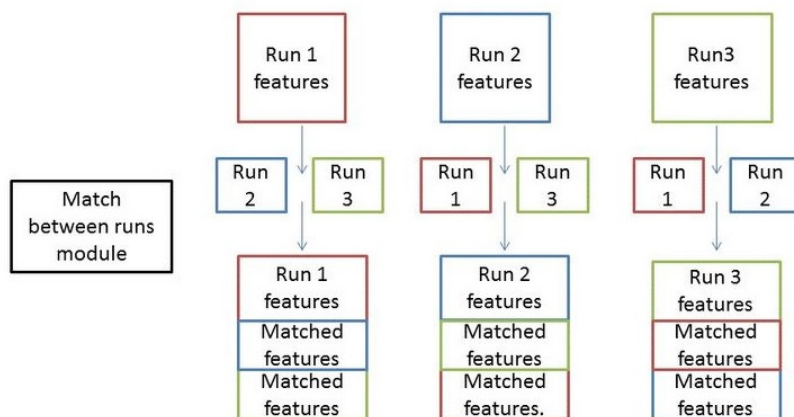 Run 1
features
Run 2
features
Run3
features
Match
between runs
module
Run
2
Run
3
Run
1
Run
3
Run
1
Run
2
Run 1
features
Matched
features
Matched
features
Run 2
features
Matched
features
Matched
features.
Run 3
features
Matched
features
Matched
features